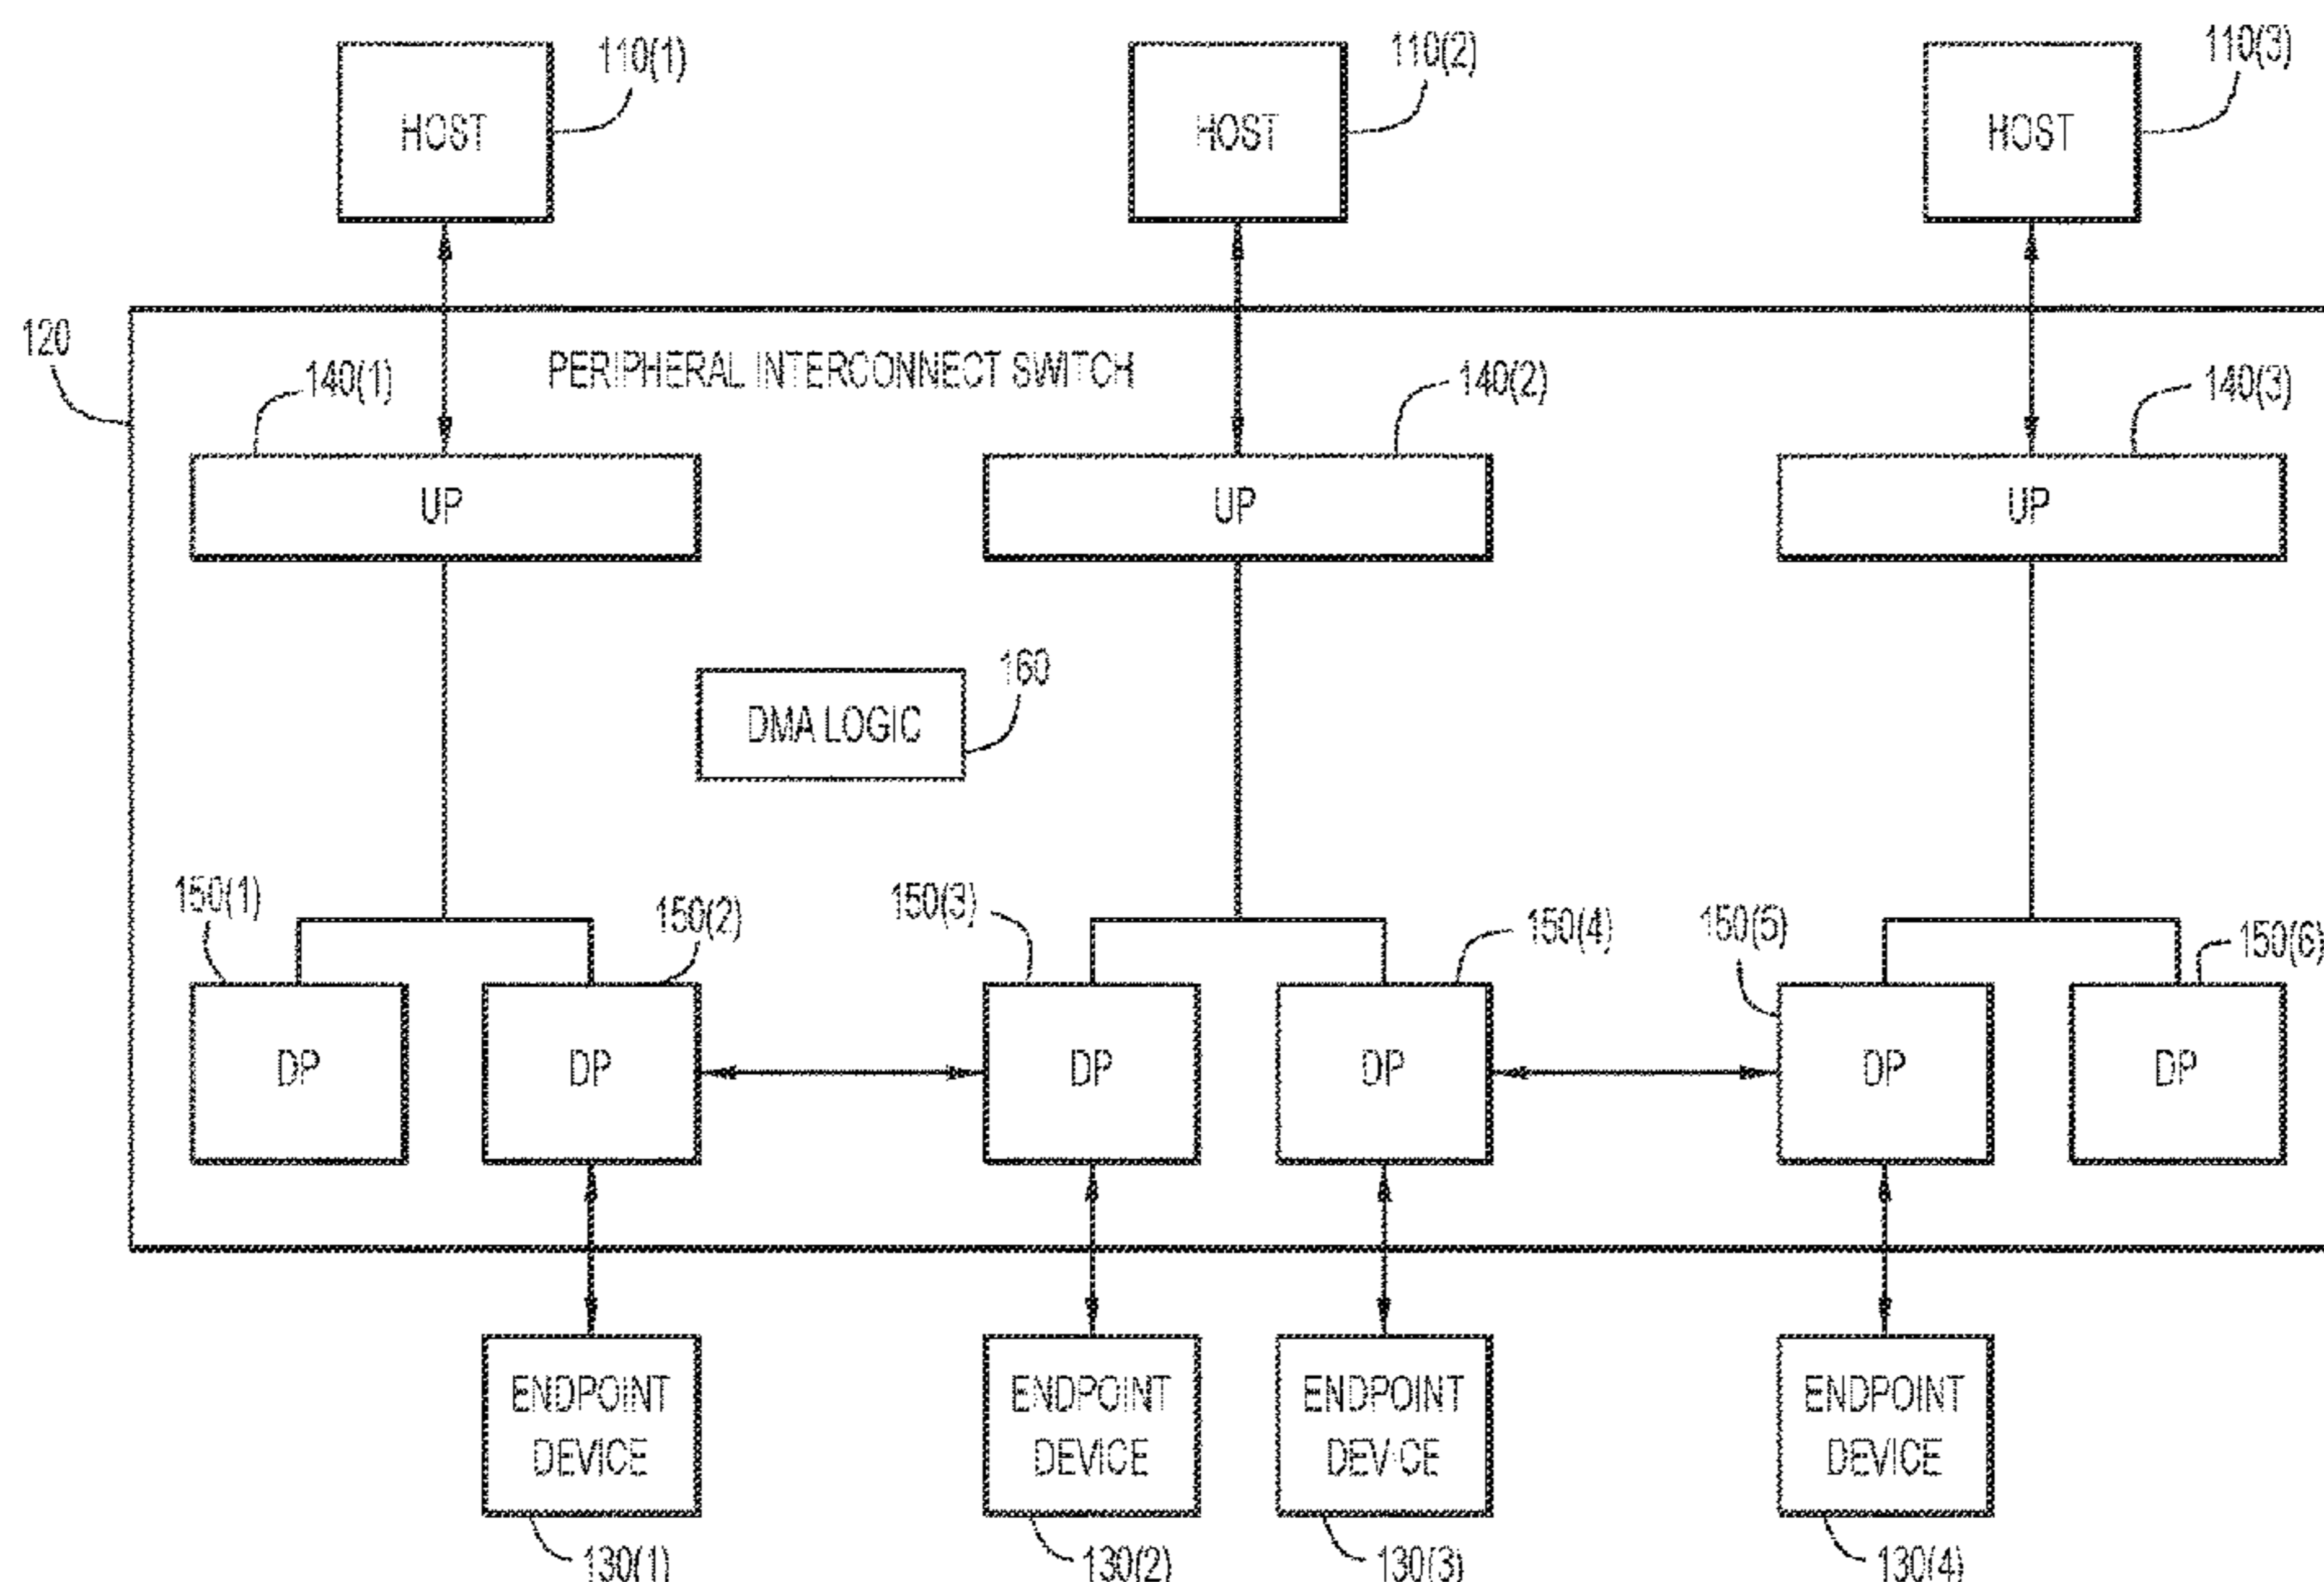 110(1)
110(2)
110(3)
HOST
HOST
HOST
120
PERIPHERAL INTERCONNECT SWITCH
140(1)
140(2)
140(3)
UP
UP
UP
160
DMA LOGIC
150(1)
150(2)
150(3)
150(4)
150(5)
150(6)
DP
DP
DP
DP
DP
DP
ENDPOINT
DEVICE
ENDPOINT
DEVICE
ENDPOINT
DEVICE
ENDPOINT
DEVICE
130(1)
130(2)
130(3)
130(4)